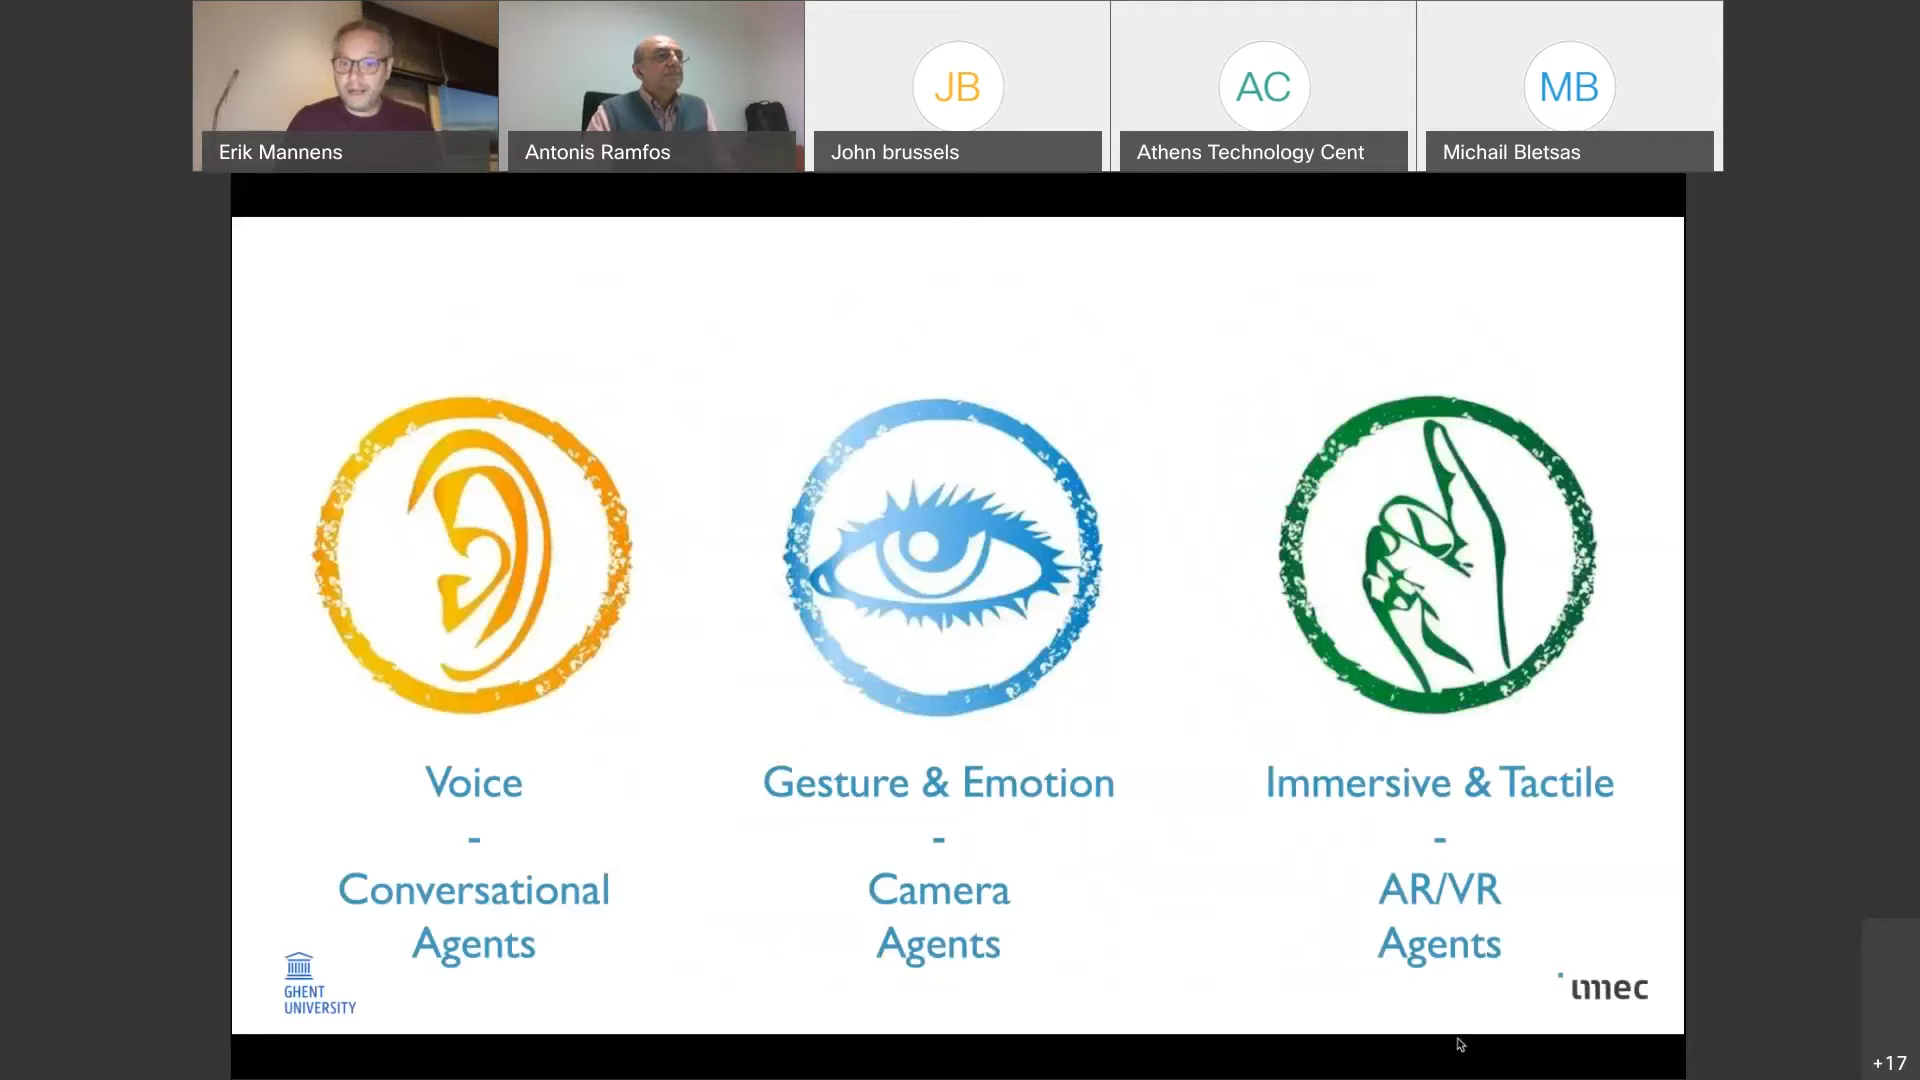 JB
AC
MB
Erik Mannens
Antonis Ramfos
John brussels
Athens Technology Cent
Michail Bletsas
Voice
-
Conversational
Agents
Gesture & Emotion
-
Camera
Agents
Immersive & Tactile
-
AR/VR
Agents
GHENT
UNIVERSITY
imec
+17